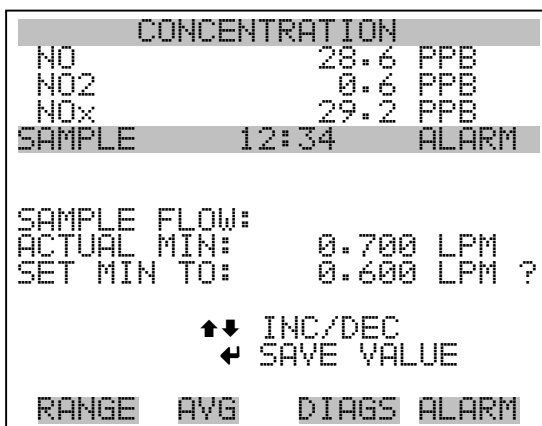 CONCENTRATION
NO 28.6 PPB
NO2 0.6 PPB
NOx 29.2 PPB
SAMPLE 12:34 ALARM
SAMPLE FLOW:
ACTUAL MIN: 0.700 LPM
SET MIN TO: 0.600 LPM ?
INC/DEC
SAVE VALUE
RANGE AVG DIAGS ALARM